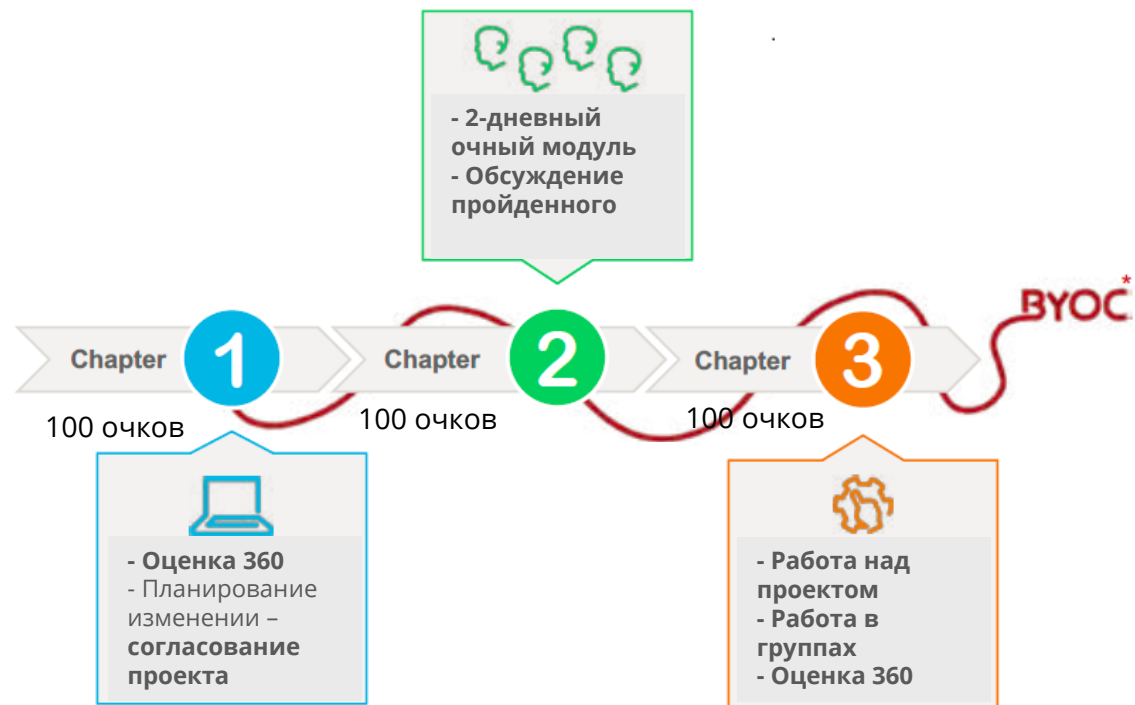 - 2-дневный
очный модуль
- Обсуждение
пройденного
BYOC*
Chapter 1
Chapter 2
Chapter 3
100 очков
100 очков
100 очков
- Оценка 360
- Планирование
изменении –
согласование
проекта
- Работа над
проектом
- Работа в
группах
- Оценка 360